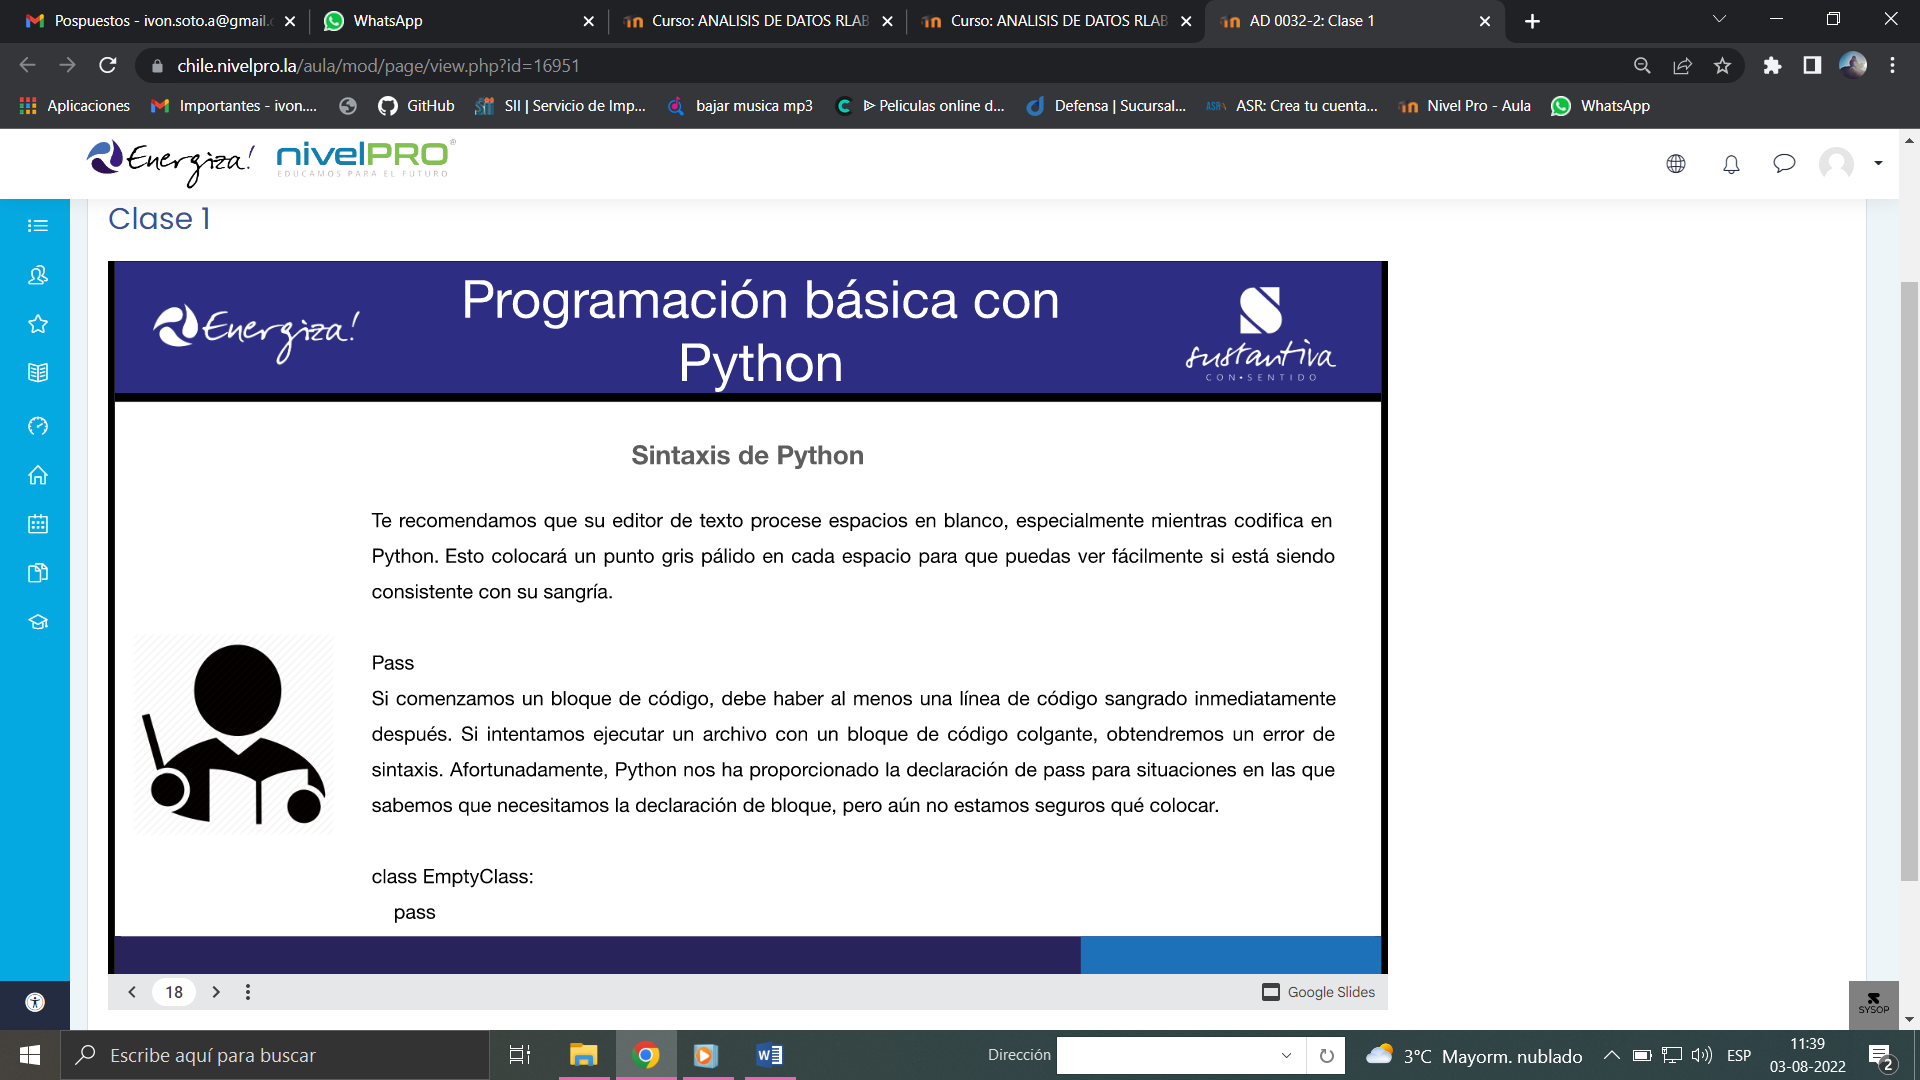 Pospuestos - ivon.soto.a@gmail.c
WhatsApp
Curso: ANALISIS DE DATOS RLAB
Curso: ANALISIS DE DATOS RLAB
AD 0032-2: Clase 1
chile.nivelpro.la/aula/mod/page/view.php?id=16951
Aplicaciones
Importantes - ivon....
GitHub
SII | Servicio de Imp...
bajar musica mp3
Peliculas online d...
Defensa | Sucursal...
ASR: Crea tu cuenta...
Nivel Pro - Aula
WhatsApp
Energiza!
nivelPRO
EDUCAMOS PARA EL FUTURO
Clase 1
Energiza!
Programación básica con
Python
sustantiva
CON•SENTIDO
Sintaxis de Python
Te recomendamos que su editor de texto procese espacios en blanco, especialmente mientras codifica en
Python. Esto colocará un punto gris pálido en cada espacio para que puedas ver fácilmente si está siendo
consistente con su sangría.
Pass
Si comenzamos un bloque de código, debe haber al menos una línea de código sangrado inmediatamente
después. Si intentamos ejecutar un archivo con un bloque de código colgante, obtendremos un error de
sintaxis. Afortunadamente, Python nos ha proporcionado la declaración de pass para situaciones en las que
sabemos que necesitamos la declaración de bloque, pero aún no estamos seguros qué colocar.
class EmptyClass:
pass
18
Google Slides
SYSOP
Escribe aquí para buscar
Dirección
3°C Mayorm. nublado
ESP
11:39
03-08-2022
2